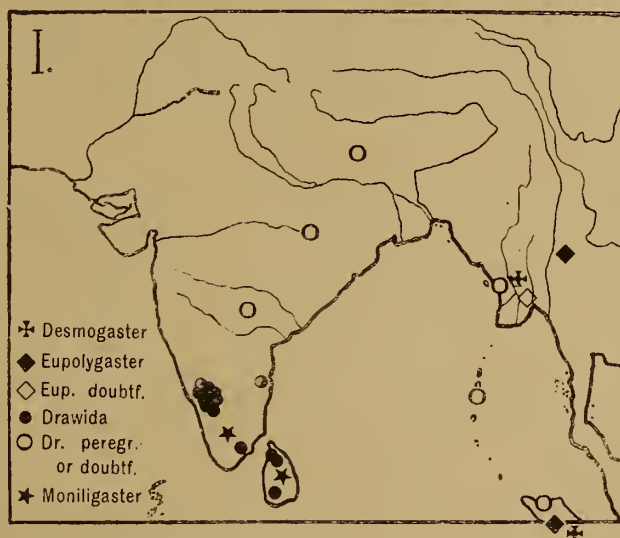 I.
Desmogaster
Eupolygaster
Eup. doubtf.
Drawida
Dr. peregr.
or doubtf.
Moniligaster